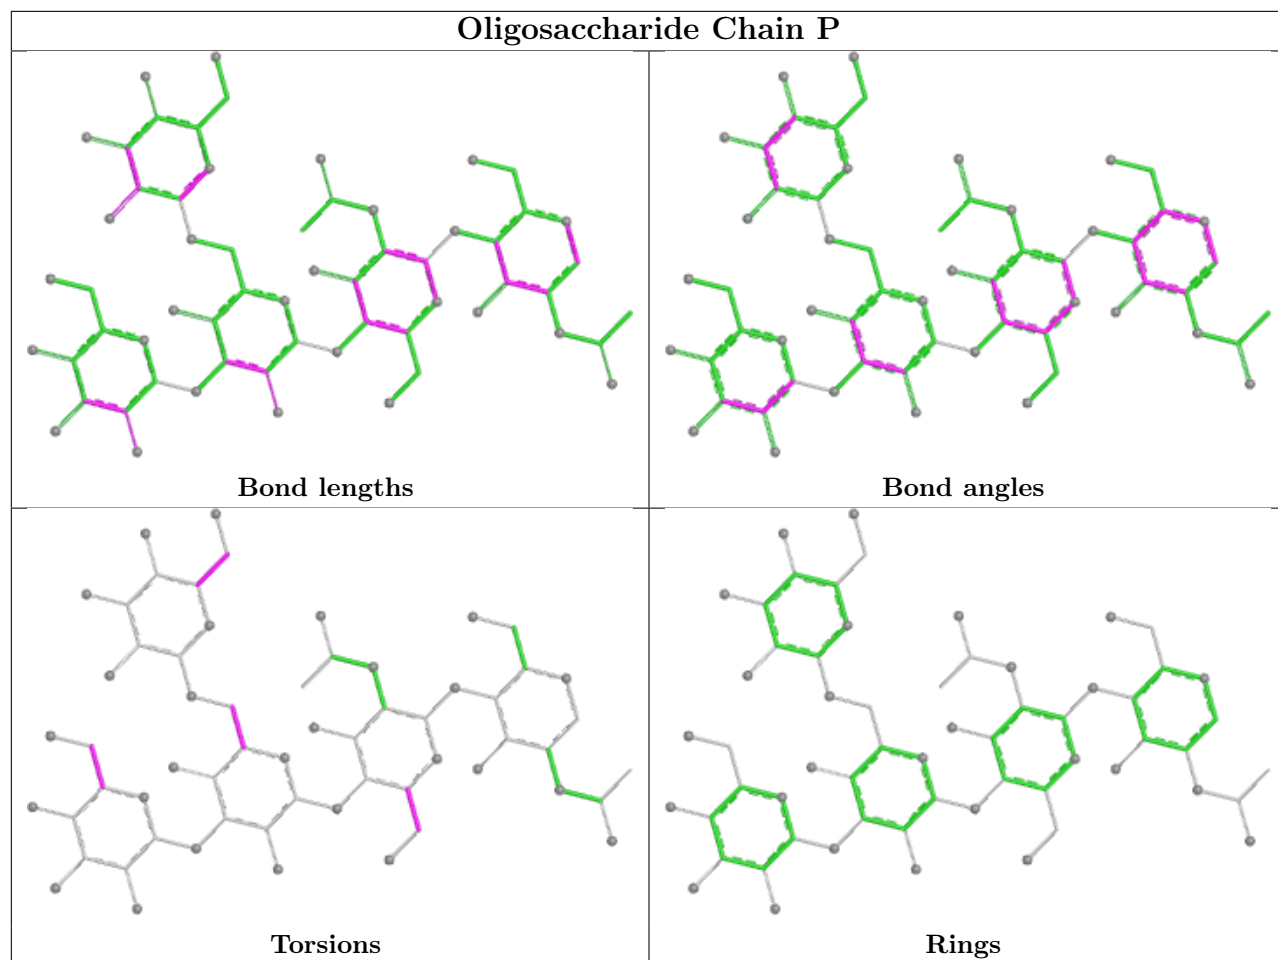 Oligosaccharide Chain P
Bond lengths
Bond angles
Torsions
Rings